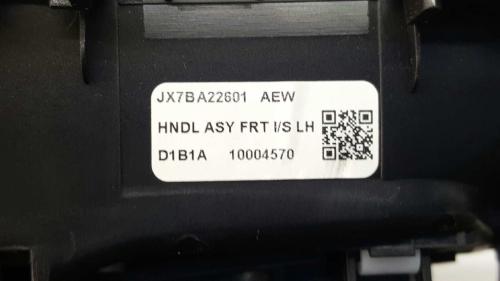 JX7BA22601 AEW
HNDL ASY FRT I/S LH
D1B1A 10004570